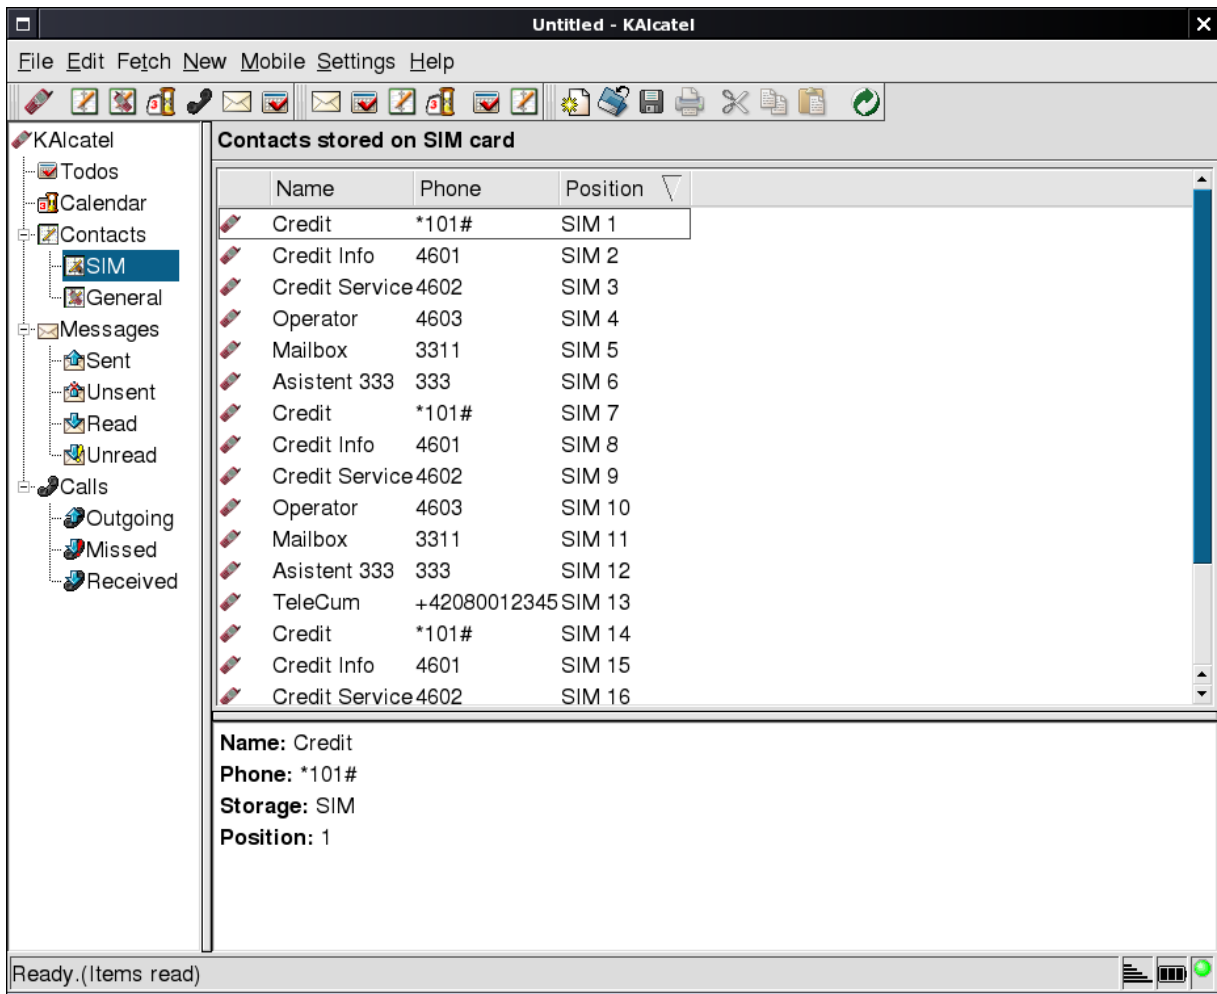 Untitled - KAlcatel
File Edit Fetch New Mobile Settings Help
KAlcatel
Todos
Calendar
Contacts
SIM
General
Messages
Sent
Unsent
Read
Unread
Calls
Outgoing
Missed
Received
Contacts stored on SIM card
Name Phone Position
Credit *101# SIM 1
Credit Info 4601 SIM 2
Credit Service 4602 SIM 3
Operator 4603 SIM 4
Mailbox 3311 SIM 5
Asistent 333 333 SIM 6
Credit *101# SIM 7
Credit Info 4601 SIM 8
Credit Service 4602 SIM 9
Operator 4603 SIM 10
Mailbox 3311 SIM 11
Asistent 333 333 SIM 12
TeleCum +42080012345 SIM 13
Credit *101# SIM 14
Credit Info 4601 SIM 15
Credit Service 4602 SIM 16
Name: Credit
Phone: *101#
Storage: SIM
Position: 1
Ready.(Items read)